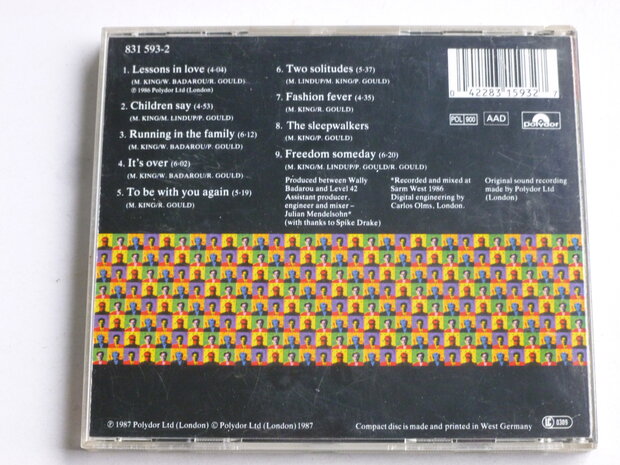 831 593-2
1. Lessons in love (4-04)
(M. KING/W. BADAROU/R. GOULD)
℗ 1986 Polydor Ltd (London)
2. Children say (4-53)
(M. KING/M. LINDUP/P. GOULD)
3. Running in the family (6-12)
(M. KING/W. BADAROU/P. GOULD)
4. It's over (6-02)
(M. KING/W. BADAROU/R. GOULD)
5. To be with you again (5-19)
(M. KING/R. GOULD)
6. Two solitudes (5-37)
(M. LINDUP/M. KING/P. GOULD)
7. Fashion fever (4-35)
(M. KING/R. GOULD)
8. The sleepwalkers
9. Freedom someday (6-20)
(M. KING/M. LINDUP/P. GOULD/R. GOULD)
Produced between Wally
Badarou and Level 42
Assistant producer,
engineer and mixer –
Julian Mendelsohn*
(with thanks to Spike Drake)
*Recorded and mixed at
Sarm West 1986
Digital engineering by
Carlos Olms, London.
Original sound recording
made by Polydor Ltd
(London)
0 42283 15932 7
POL 900
AAD
Polydor
℗ 1987 Polydor Ltd (London) © Polydor Ltd (London) 1987
Compact disc is made and printed in West Germany
LC 0309